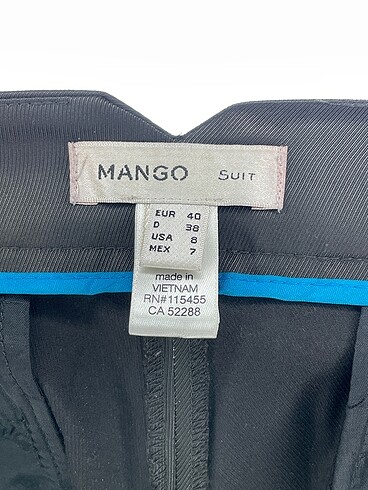 MANGO SUIT
EUR 40
D 38
USA 8
MEX 7
made in
VIETNAM
RN#115455
CA 52288